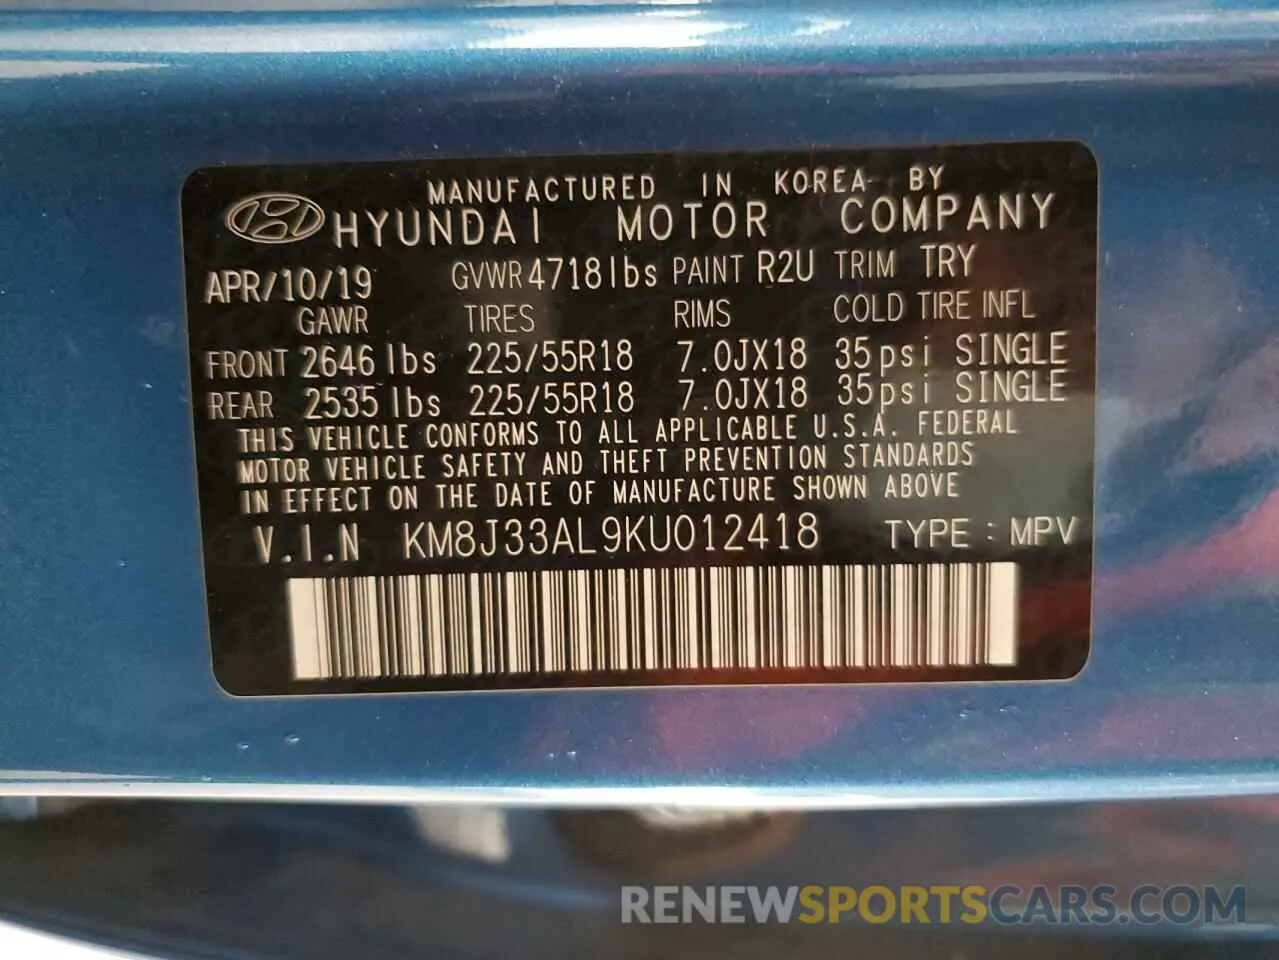 MANUFACTURED IN KOREA BY
HYUNDAI MOTOR COMPANY
APR/10/19 GVWR 4718lbs PAINT R2U TRIM TRY
GAWR TIRES RIMS COLD TIRE INFL
FRONT 2646 lbs 225/55R18 7.0JX18 35psi SINGLE
REAR 2535 lbs 225/55R18 7.0JX18 35psi SINGLE
THIS VEHICLE CONFORMS TO ALL APPLICABLE U.S.A. FEDERAL
MOTOR VEHICLE SAFETY AND THEFT PREVENTION STANDARDS
IN EFFECT ON THE DATE OF MANUFACTURE SHOWN ABOVE
V.I.N KM8J33AL9KU012418 TYPE : MPV
RENEWSPORTSCARS.COM